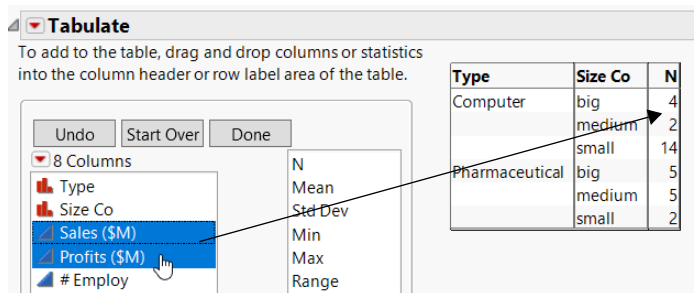 Tabulate
To add to the table, drag and drop columns or statistics
into the column header or row label area of the table.
Undo Start Over Done
8 Columns
Type
Size Co
Sales ($M)
Profits ($M)
# Employ
N
Mean
Std Dev
Min
Max
Range
Type Size Co N
Computer big 4
medium 2
small 14
Pharmaceutical big 5
medium 5
small 2